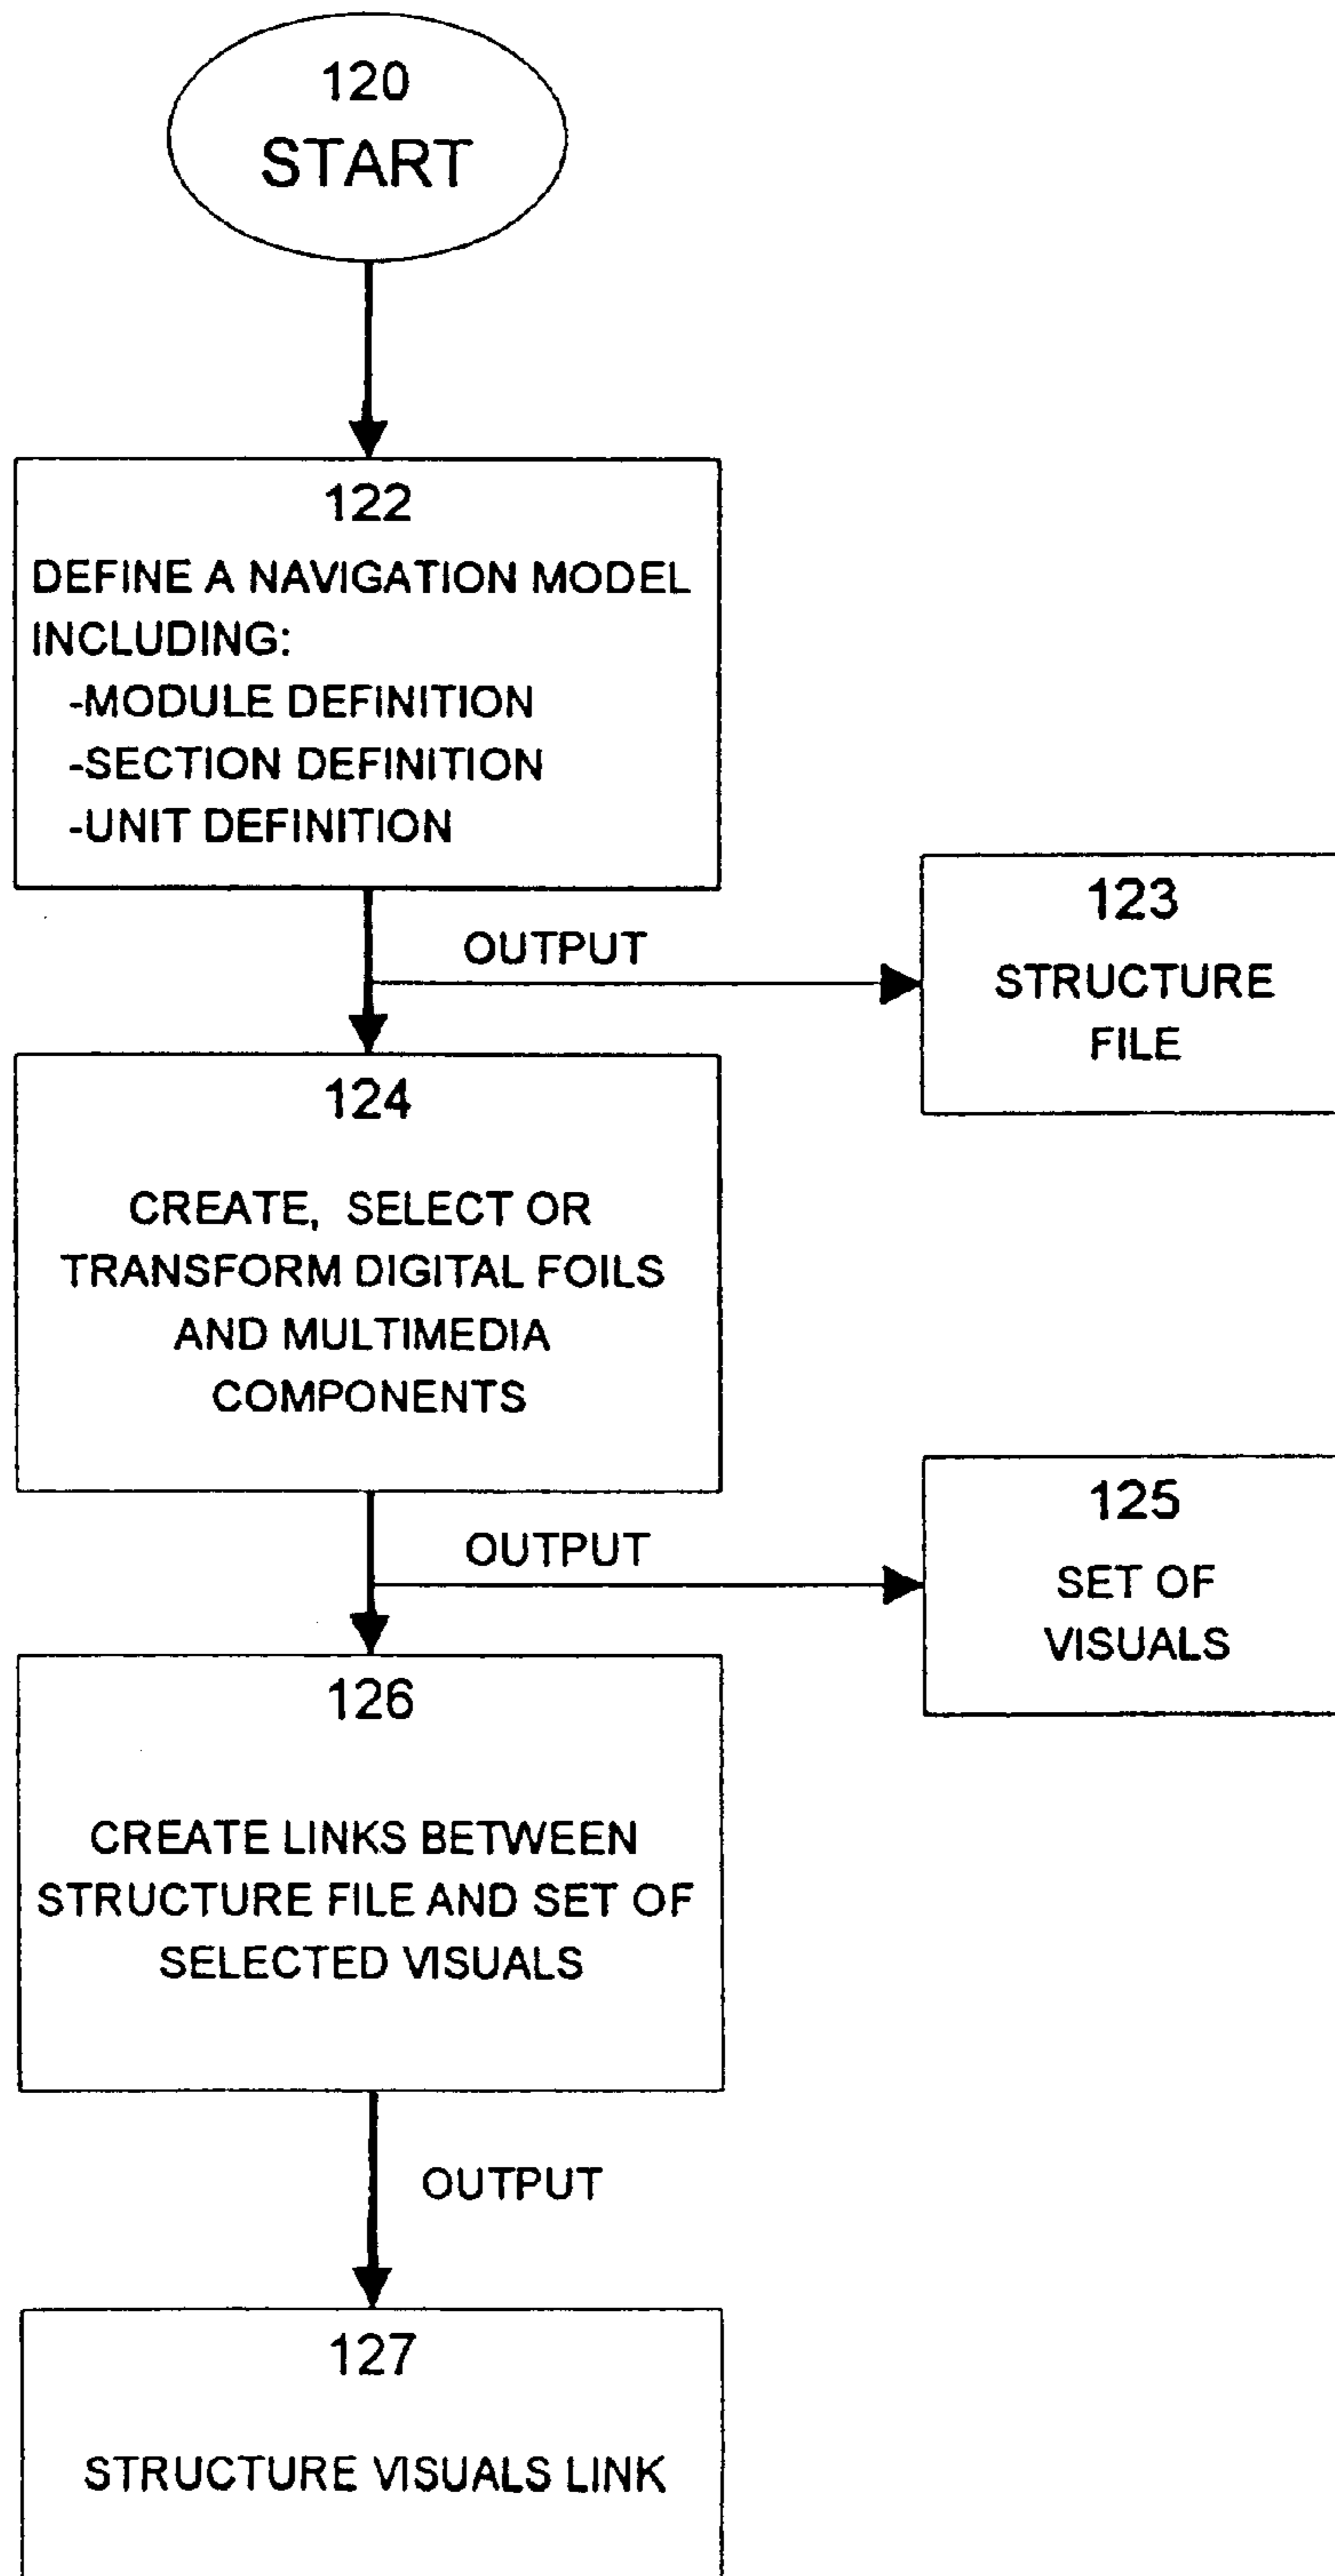 120
START
122
DEFINE A NAVIGATION MODEL
INCLUDING:
-MODULE DEFINITION
-SECTION DEFINITION
-UNIT DEFINITION
OUTPUT
123
STRUCTURE
FILE
124
CREATE, SELECT OR
TRANSFORM DIGITAL FOILS
AND MULTIMEDIA
COMPONENTS
OUTPUT
125
SET OF
VISUALS
126
CREATE LINKS BETWEEN
STRUCTURE FILE AND SET OF
SELECTED VISUALS
OUTPUT
127
STRUCTURE VISUALS LINK